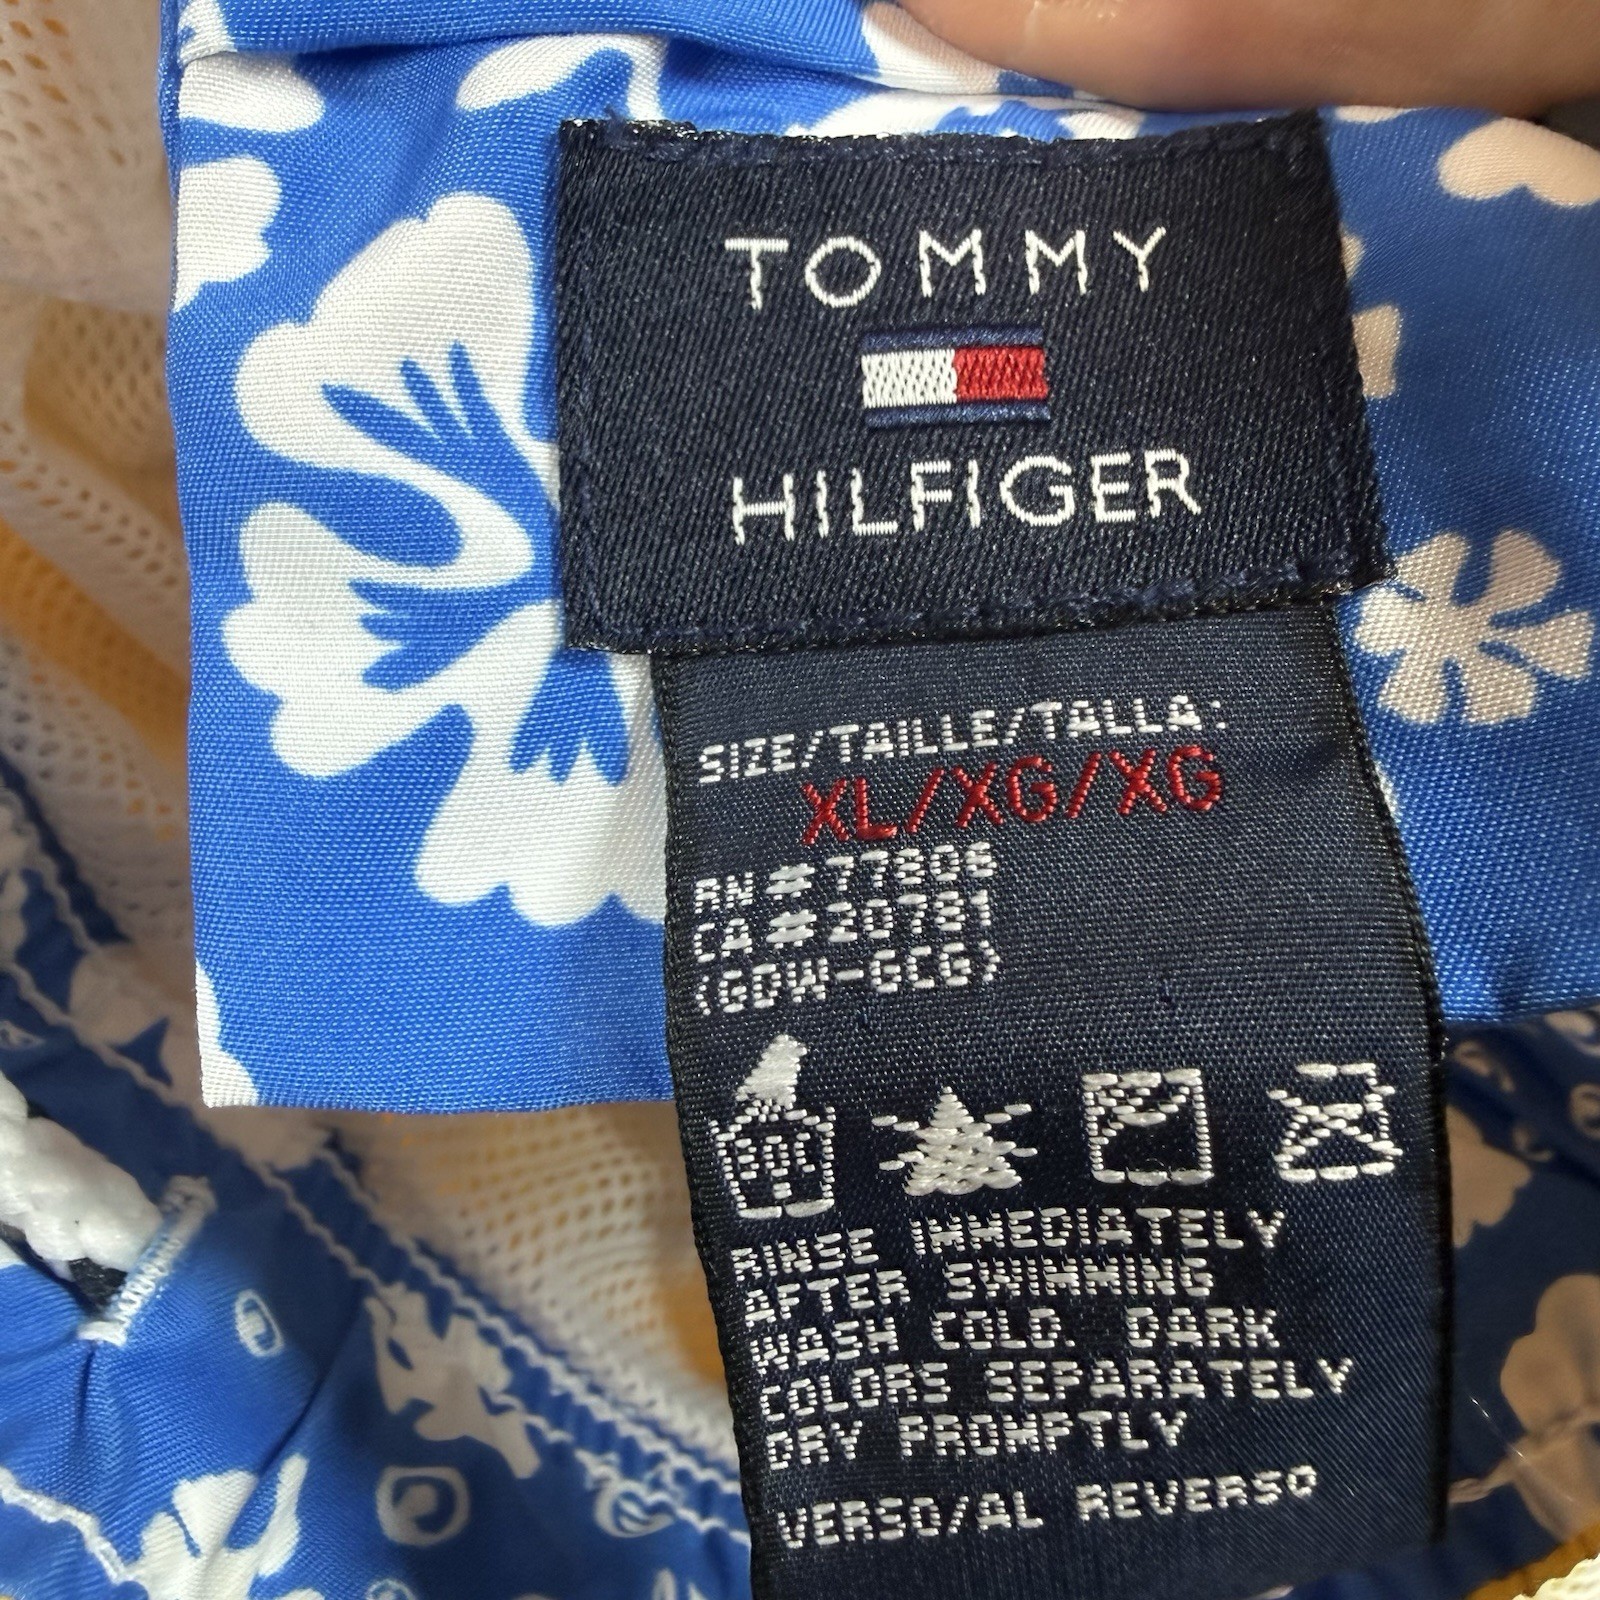 TOMMY
HILFIGER
SIZE/TAILLE/TALLA:
XL/XG/XG
RN#77806
CA#20781
(GDW-GCG)
80C
RINSE IMMEDIATELY
AFTER SWIMMING
WASH COLD. DARK
COLORS SEPARATELY
DRY PROMPTLY
VERSO/AL REVERSO